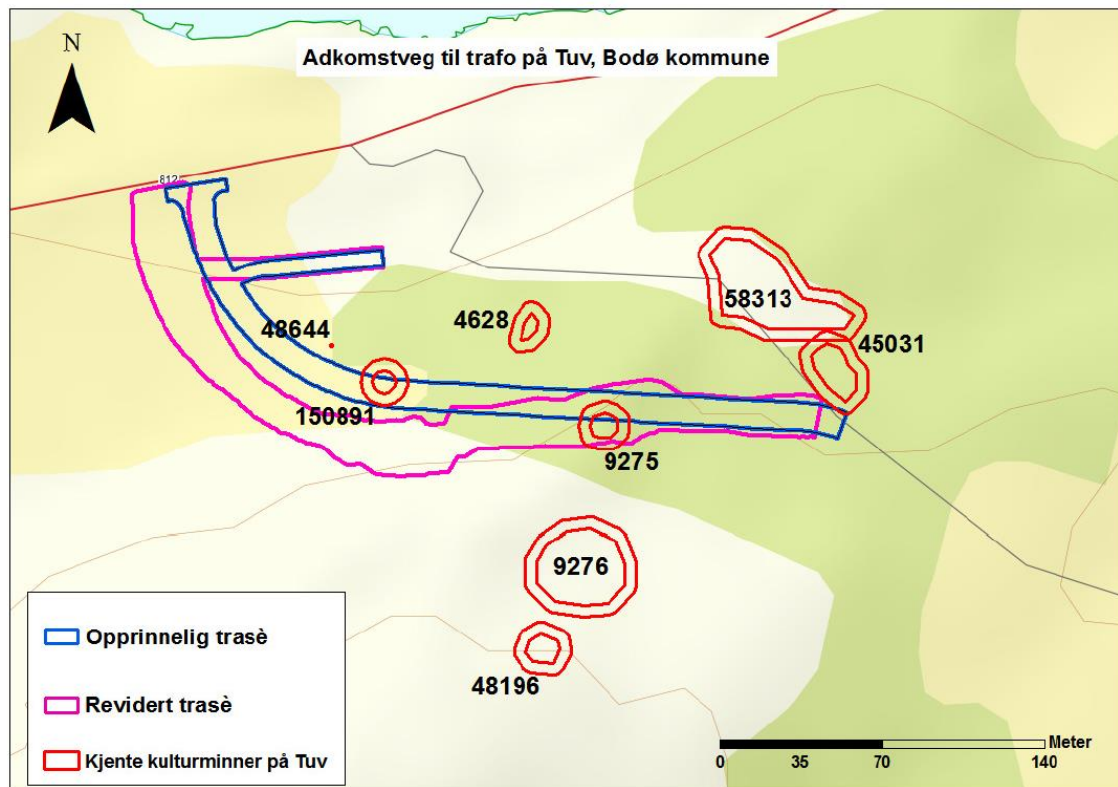 Adkomstveg til trafo på Tuv, Bodø kommune
N
812
58313
4628
48644
45031
150891
9275
9276
48196
Opprinnelig trasè
Revidert trasè
Kjente kulturminner på Tuv
Meter
0 35 70 140